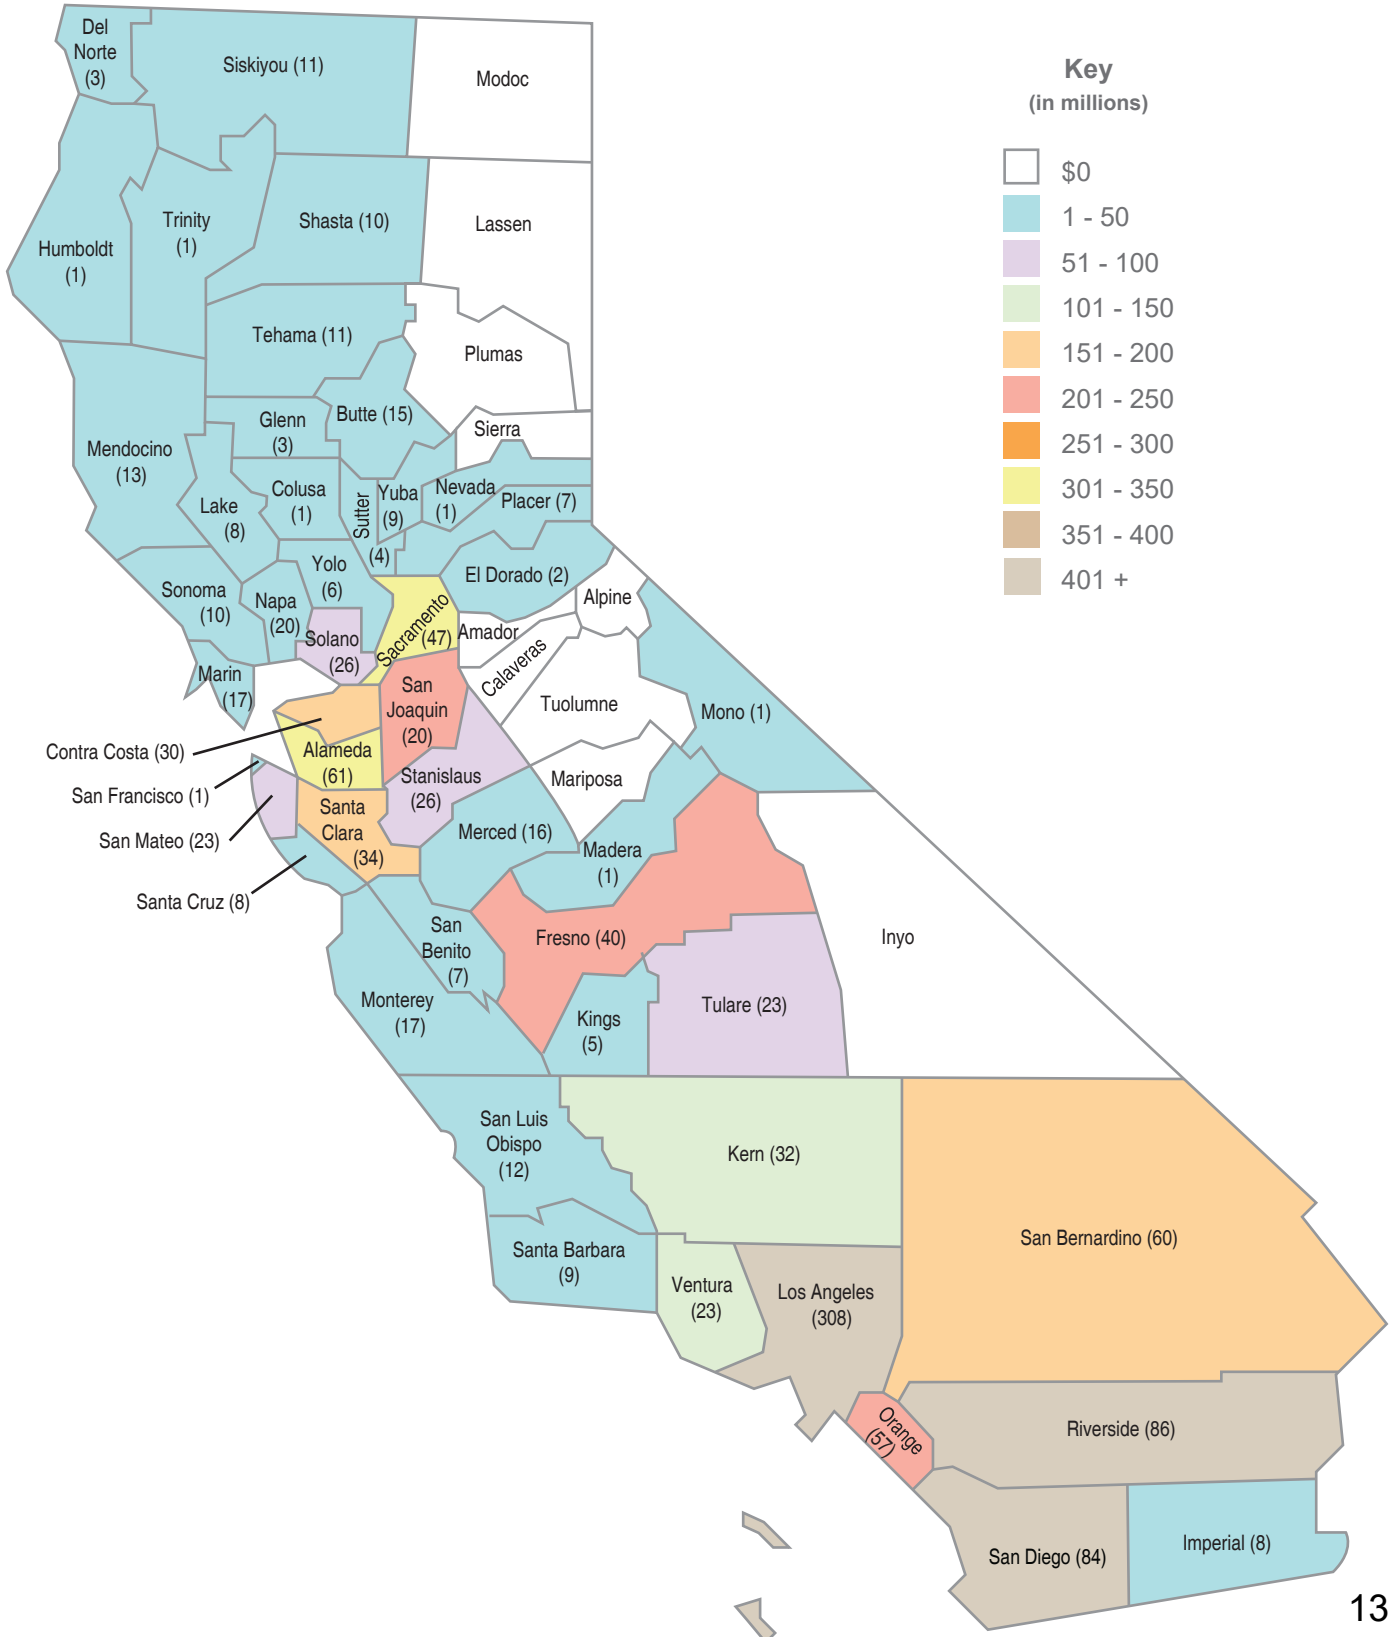 Del
Norte
(3)
Siskiyou (11)
Modoc
Key
(in millions)
$0
1 - 50
51 - 100
101 - 150
151 - 200
201 - 250
251 - 300
301 - 350
351 - 400
401 +
Humboldt
(1)
Trinity
(1)
Shasta (10)
Lassen
Tehama (11)
Plumas
Mendocino
(13)
Glenn
(3)
Butte (15)
Sierra
Lake
(8)
Colusa
(1)
Sutter
(4)
Yuba
(9)
Nevada
(1)
Placer (7)
Sonoma
(10)
Napa
(20)
Yolo
(6)
El Dorado (2)
Alpine
Marin
(17)
Solano
(26)
Sacramento
(47)
Amador
Calaveras
Tuolumne
Mono (1)
San
Joaquin
(20)
Contra Costa (30)
Alameda
(61)
Stanislaus
(26)
Mariposa
San Francisco (1)
San Mateo (23)
Santa
Clara
(34)
Merced (16)
Madera
(1)
Santa Cruz (8)
San
Benito
(7)
Fresno (40)
Inyo
Monterey
(17)
Kings
(5)
Tulare (23)
San Luis
Obispo
(12)
Kern (32)
San Bernardino (60)
Santa Barbara
(9)
Ventura
(23)
Los Angeles
(308)
Orange
(57)
Riverside (86)
San Diego (84)
Imperial (8)
13